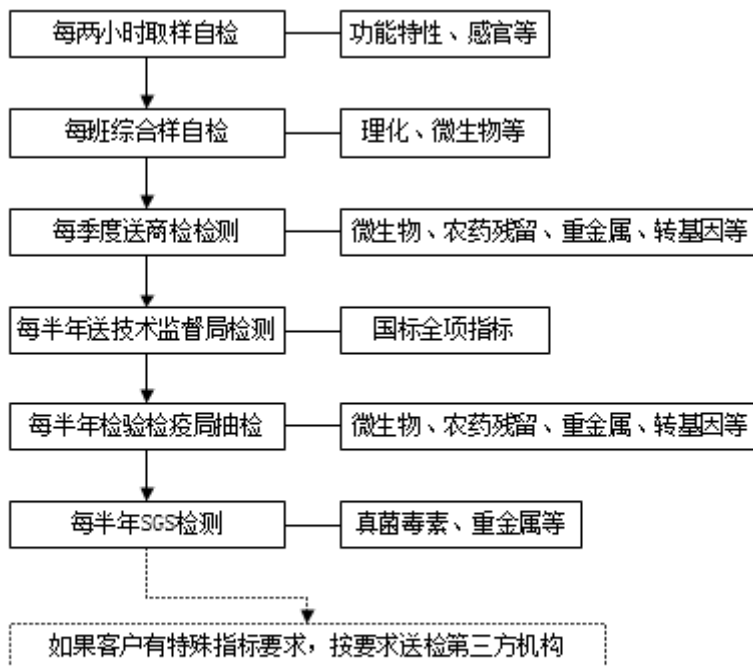 每两小时取样自检
功能特性、感官等
每班综合样自检
理化、微生物等
每季度送商检检测
微生物、农药残留、重金属、转基因等
每半年送技术监督局检测
国标全项指标
每半年检验检疫局抽检
微生物、农药残留、重金属、转基因等
每半年SGS检测
真菌毒素、重金属等
如果客户有特殊指标要求，按要求送检第三方机构